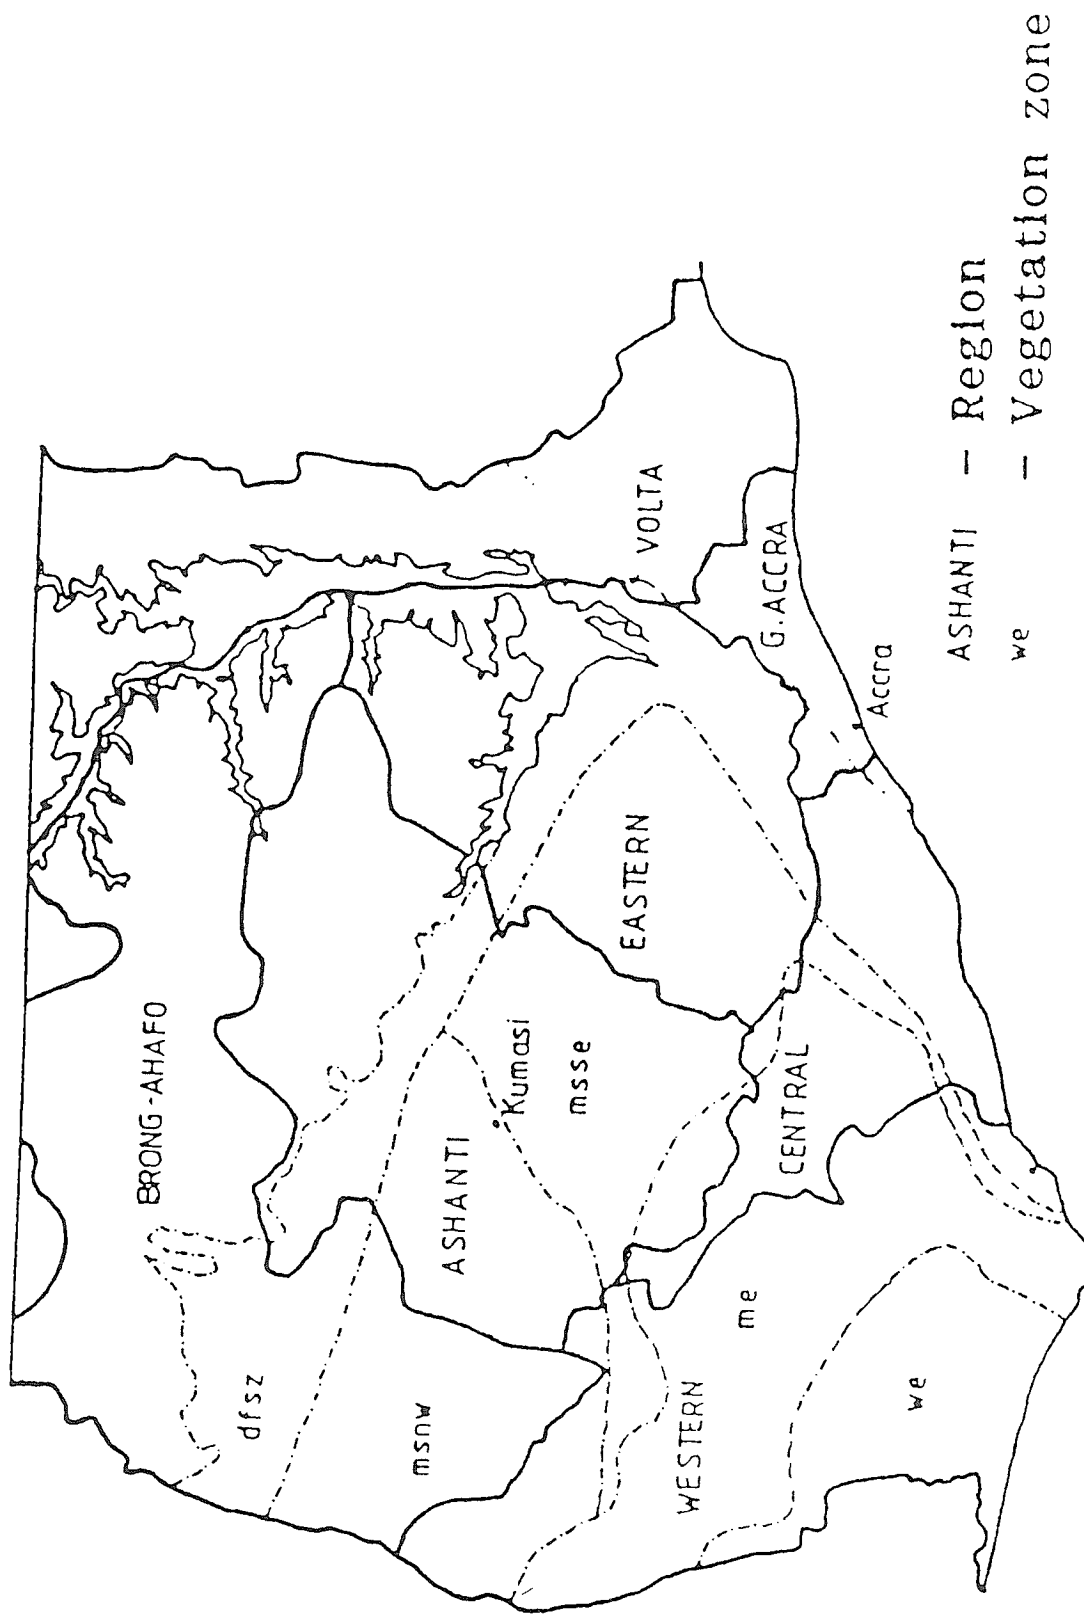 BRONG-AHAFO
dfsz
msnw
ASHANTI
Kumasi
msse
EASTERN
VOLTA
G.ACCRA
Accra
CENTRAL
WESTERN
me
we
ASHANTI - Region
we - Vegetation zone